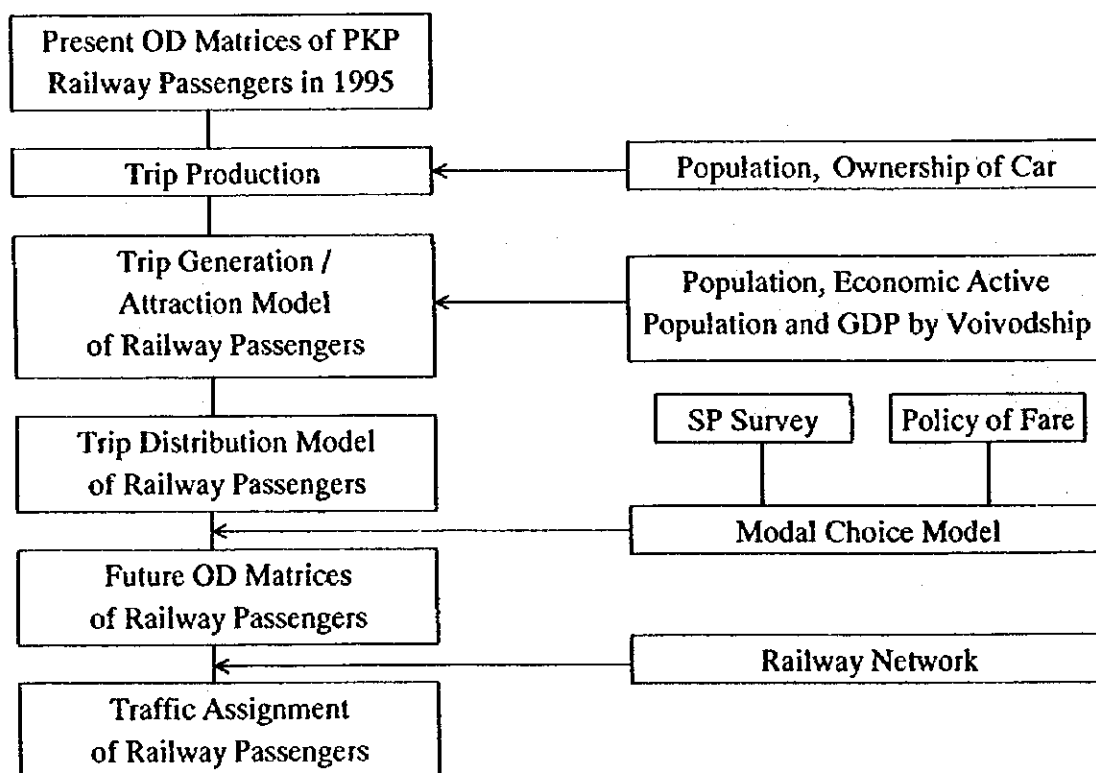 Present OD Matrices of PKP
Railway Passengers in 1995
Trip Production
Population, Ownership of Car
Trip Generation /
Attraction Model
of Railway Passengers
Population, Economic Active
Population and GDP by Voivodship
SP Survey
Policy of Fare
Trip Distribution Model
of Railway Passengers
Modal Choice Model
Future OD Matrices
of Railway Passengers
Railway Network
Traffic Assignment
of Railway Passengers